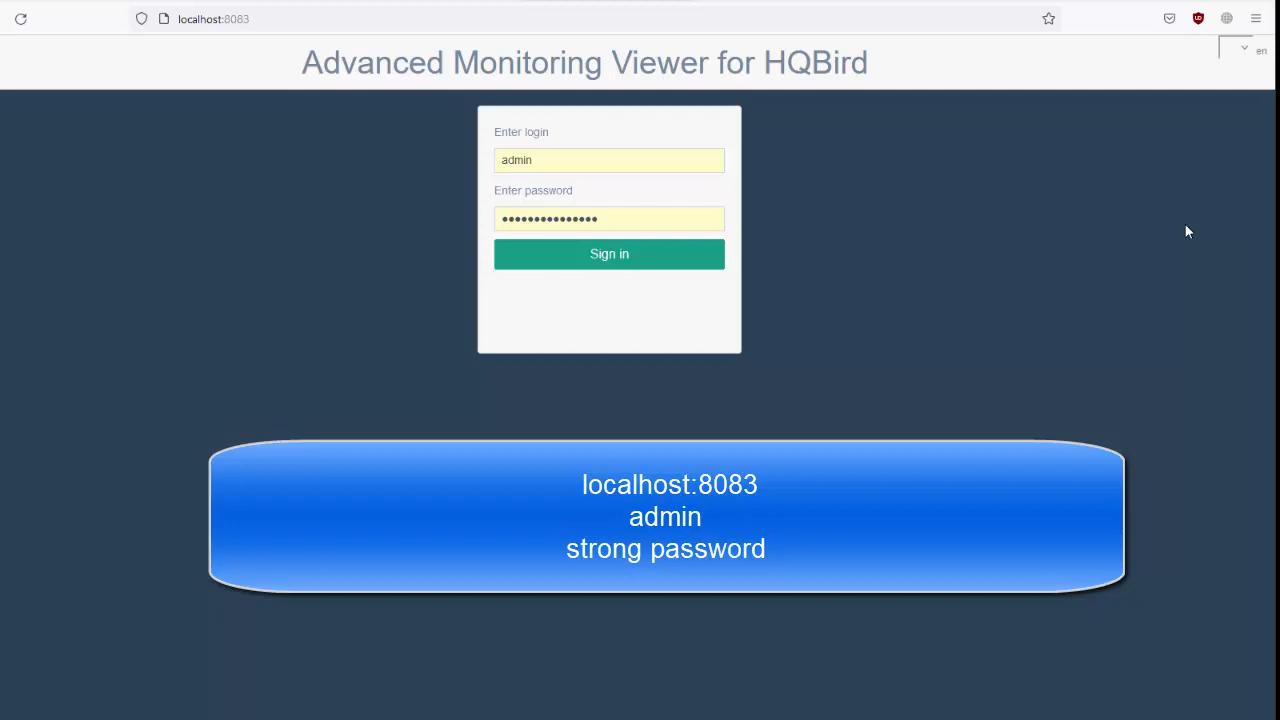 localhost:8083
Advanced Monitoring Viewer for HQBird
en
Enter login
admin
Enter password
●●●●●●●●●●●●●●●
Sign in
localhost:8083
admin
strong password